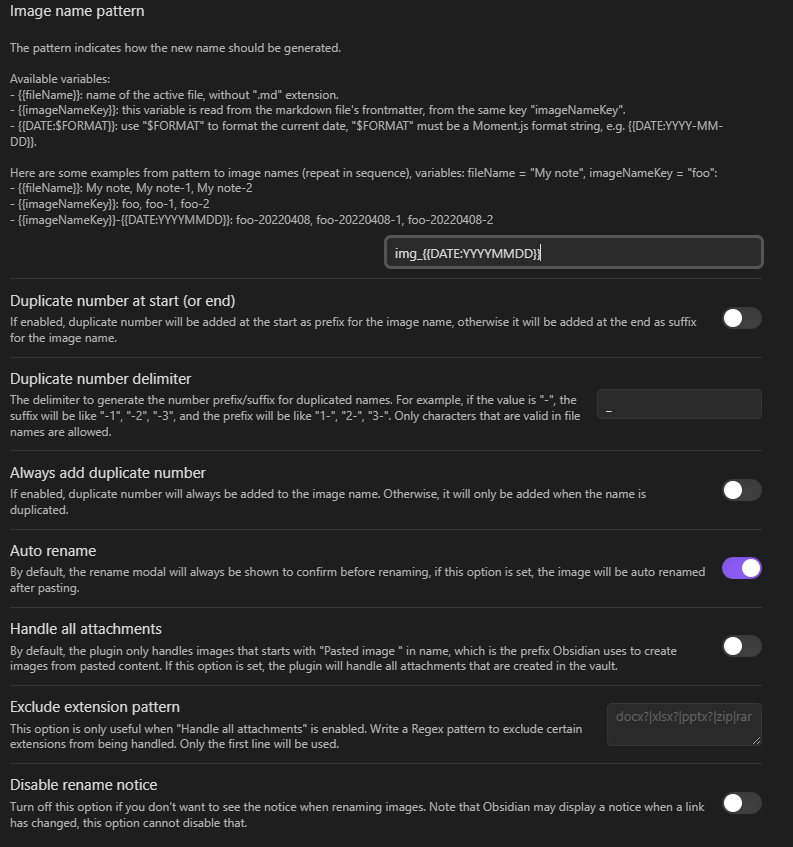 Image name pattern
The pattern indicates how the new name should be generated.
Available variables:
- {{fileName}}: name of the active file, without ".md" extension.
- {{imageNameKey}}: this variable is read from the markdown file's frontmatter, from the same key "imageNameKey".
- {{DATE:$FORMAT}}: use "$FORMAT" to format the current date, "$FORMAT" must be a Moment.js format string, e.g. {{DATE:YYYY-MM-
DD}}.
Here are some examples from pattern to image names (repeat in sequence), variables: fileName = "My note", imageNameKey = "foo":
- {{fileName}}: My note, My note-1, My note-2
- {{imageNameKey}}: foo, foo-1, foo-2
- {{imageNameKey}}-{{DATE:YYYYMMDD}}: foo-20220408, foo-20220408-1, foo-20220408-2
img_{{DATE:YYYYMMDD}}
Duplicate number at start (or end)
If enabled, duplicate number will be added at the start as prefix for the image name, otherwise it will be added at the end as suffix
for the image name.
Duplicate number delimiter
The delimiter to generate the number prefix/suffix for duplicated names. For example, if the value is "-", the
suffix will be like "-1", "-2", "-3", and the prefix will be like "1-", "2-", "3-". Only characters that are valid in file
names are allowed.
_
Always add duplicate number
If enabled, duplicate number will always be added to the image name. Otherwise, it will only be added when the name is
duplicated.
Auto rename
By default, the rename modal will always be shown to confirm before renaming, if this option is set, the image will be auto renamed
after pasting.
Handle all attachments
By default, the plugin only handles images that starts with "Pasted image " in name, which is the prefix Obsidian uses to create
images from pasted content. If this option is set, the plugin will handle all attachments that are created in the vault.
Exclude extension pattern
This option is only useful when "Handle all attachments" is enabled. Write a Regex pattern to exclude certain
extensions from being handled. Only the first line will be used.
docx?|xlsx?|pptx?|zip|rar
Disable rename notice
Turn off this option if you don't want to see the notice when renaming images. Note that Obsidian may display a notice when a link
has changed, this option cannot disable that.